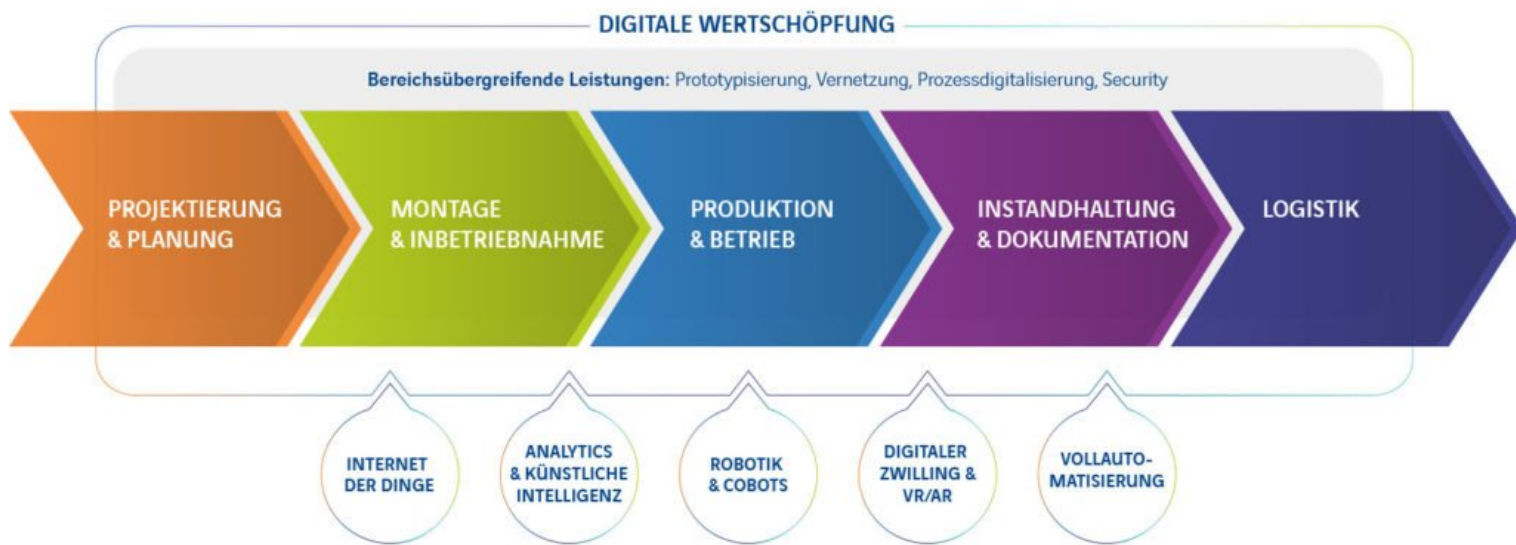 DIGITALE WERTSCHÖPFUNG
Bereichsübergreifende Leistungen: Prototypisierung, Vernetzung, Prozessdigitalisierung, Security
PROJEKTIERUNG
& PLANUNG
MONTAGE
& INBETRIEBNAHME
PRODUKTION
& BETRIEB
INSTANDHALTUNG
& DOKUMENTATION
LOGISTIK
INTERNET
DER DINGE
ANALYTICS
& KÜNSTLICHE
INTELLIGENZ
ROBOTIK
& COBOTS
DIGITALER
ZWILLING &
VR/AR
VOLLAUTO-
MATISIERUNG